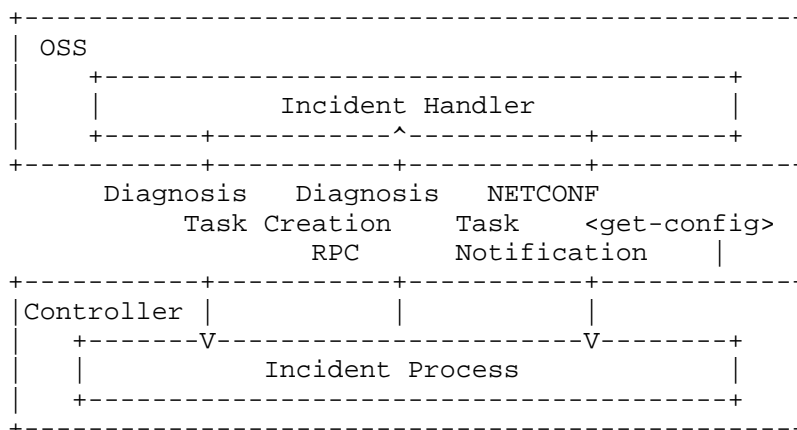 OSS
Incident Handler
Diagnosis Diagnosis NETCONF
Task Creation Task <get-config>
RPC Notification
Controller
Incident Process